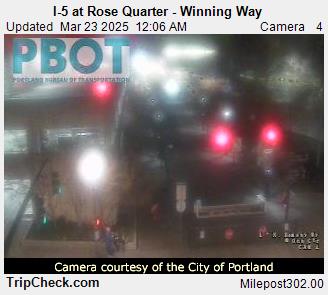 I-5 at Rose Quarter - Winning Way
Updated Mar 23 2025 12:06 AM Camera 4
PBOT
PORTLAND BUREAU OF TRANSPORTATION
Camera courtesy of the City of Portland
TripCheck.com Milepost302.00